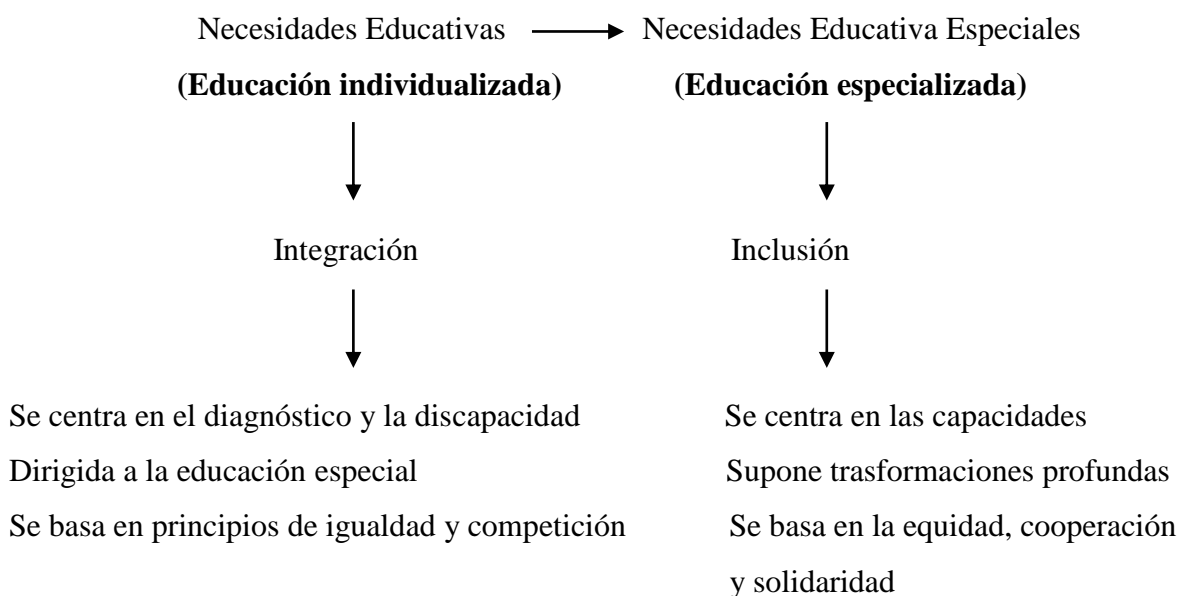 Necesidades Educativas Necesidades Educativa Especiales
(Educación individualizada) (Educación especializada)
Integración Inclusión
Se centra en el diagnóstico y la discapacidad Se centra en las capacidades
Dirigida a la educación especial Supone trasformaciones profundas
Se basa en principios de igualdad y competición Se basa en la equidad, cooperación
y solidaridad